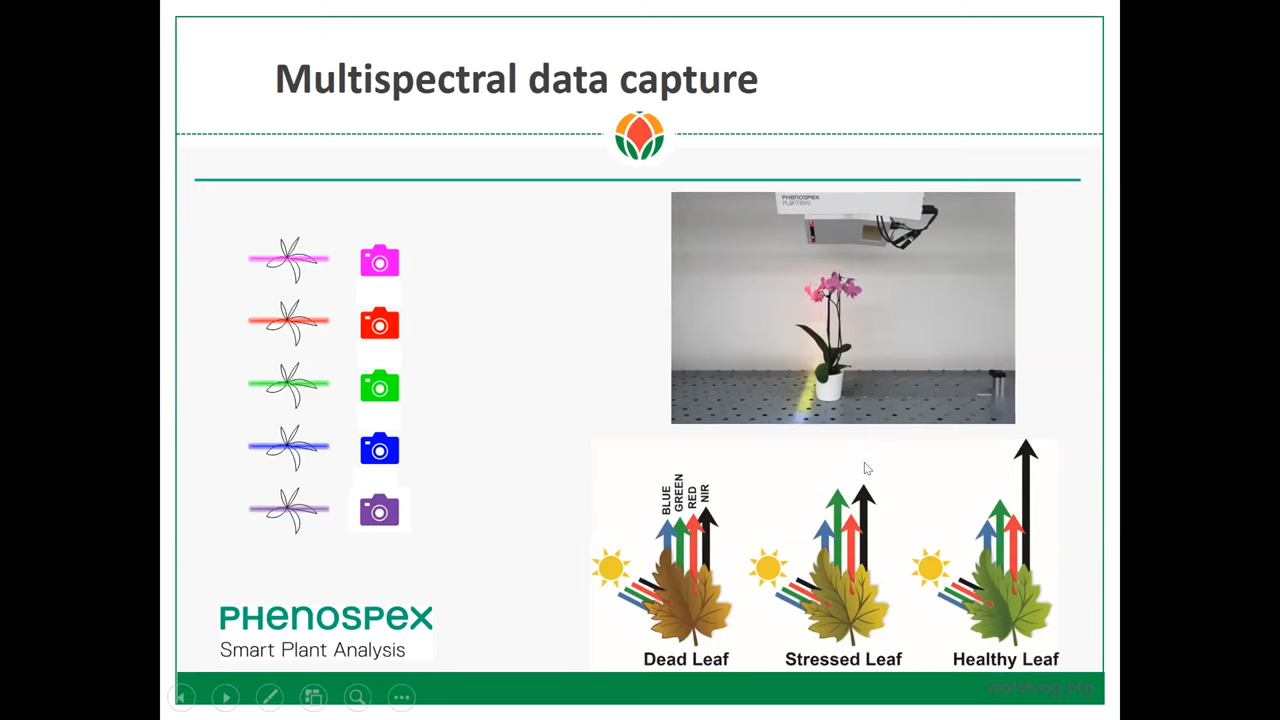 Multispectral data capture
PHENOSPEX
PLANTEYE
BLUE
GREEN
RED
NIR
PHENOSPEX
Smart Plant Analysis
Dead Leaf
Stressed Leaf
Healthy Leaf
worldveg.org